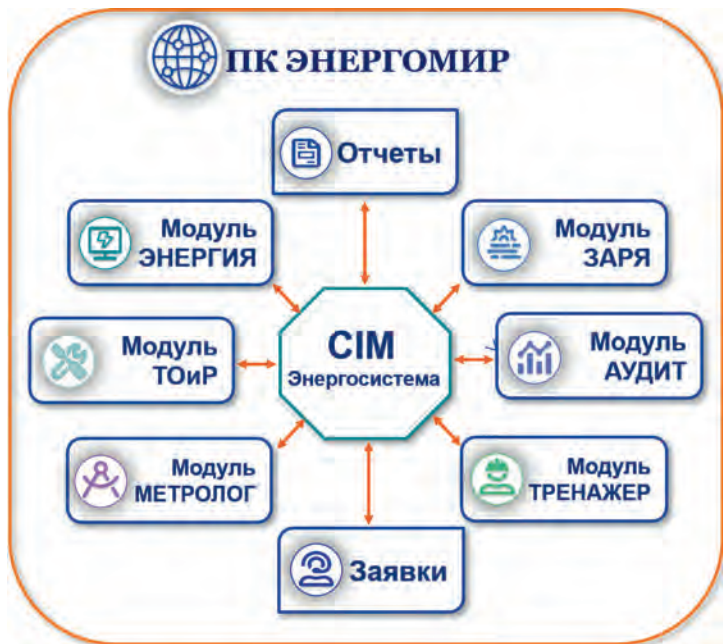 ПК ЭНЕРГОМИР
Отчеты
Модуль
ЭНЕРГИЯ
Модуль
ЗАРЯ
CIM
Энергосистема
Модуль
ТОиР
Модуль
АУДИТ
Модуль
МЕТРОЛОГ
Модуль
ТРЕНАЖЕР
Заявки